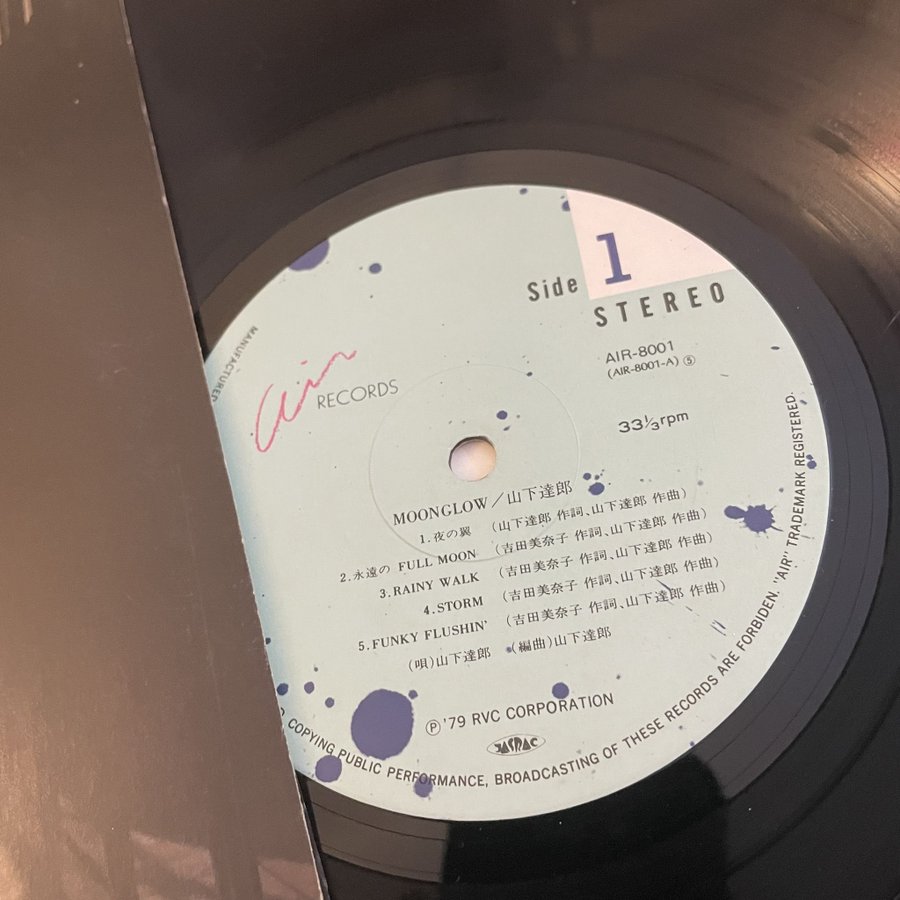 Side 1
STEREO
AIR-8001
(AIR-8001-A) ⑤
33⅓rpm
MANUFACTURED
air RECORDS
MOONGLOW/山下達郎
1.夜の翼 (山下達郎 作詞、山下達郎 作曲)
2.永遠の FULL MOON (吉田美奈子 作詞、山下達郎 作曲)
3.RAINY WALK (吉田美奈子 作詞、山下達郎 作曲)
4.STORM (吉田美奈子 作詞、山下達郎 作曲)
5.FUNKY FLUSHIN' (吉田美奈子 作詞、山下達郎 作曲)
(唄)山下達郎 (編曲)山下達郎
Ⓟ'79 RVC CORPORATION
JASRAC
COPYING PUBLIC PERFORMANCE, BROADCASTING OF THESE RECORDS ARE FORBIDEN. "AIR" TRADEMARK REGISTERED.